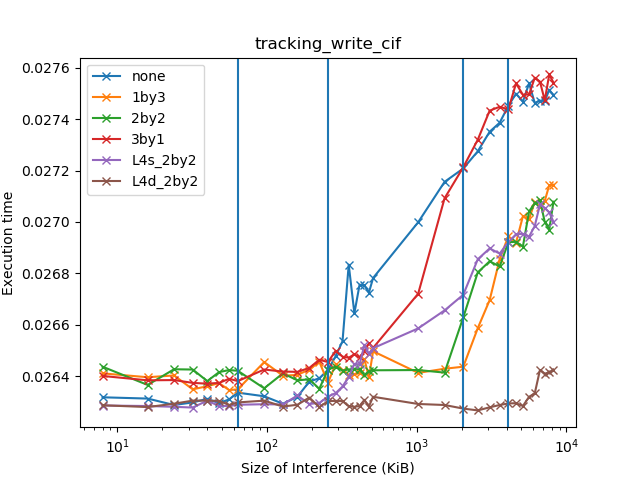 tracking_write_cif
none
1by3
2by2
3by1
L4s_2by2
L4d_2by2
Execution time
0.0276
0.0274
0.0272
0.0270
0.0268
0.0266
0.0264
10¹ 10² 10³ 10⁴
Size of Interference (KiB)